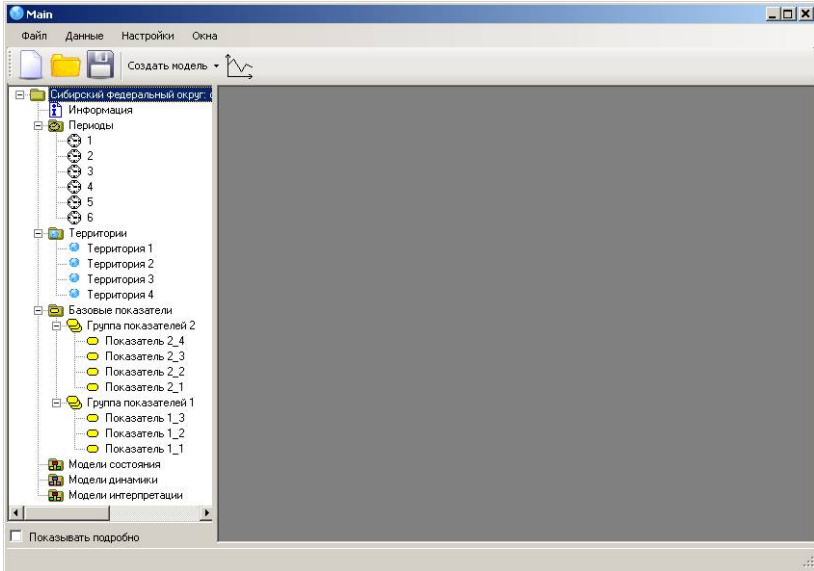 Main
Файл Данные Настройки Окна
Создать модель
Сибирский федеральный округ:
Информация
Периоды
1
2
3
4
5
6
Территории
Территория 1
Территория 2
Территория 3
Территория 4
Базовые показатели
Группа показателей 2
Показатель 2_4
Показатель 2_3
Показатель 2_2
Показатель 2_1
Группа показателей 1
Показатель 1_3
Показатель 1_2
Показатель 1_1
Модели состояния
Модели динамики
Модели интерпретации
Показывать подробно